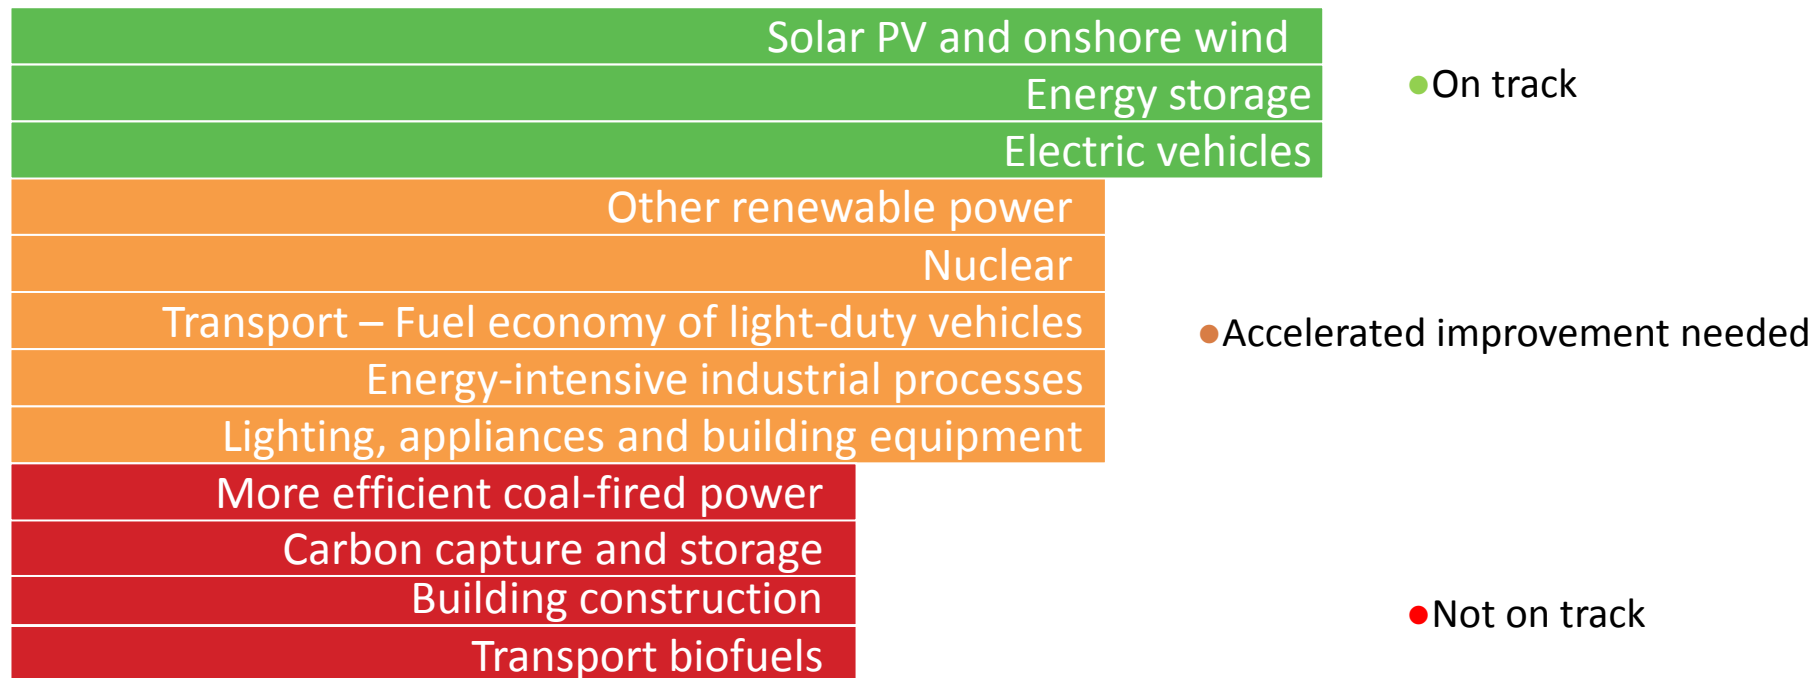 Solar PV and onshore wind
Energy storage
Electric vehicles
Other renewable power
Nuclear
Transport – Fuel economy of light-duty vehicles
Energy-intensive industrial processes
Lighting, appliances and building equipment
More efficient coal-fired power
Carbon capture and storage
Building construction
Transport biofuels
•On track
•Accelerated improvement needed
•Not on track